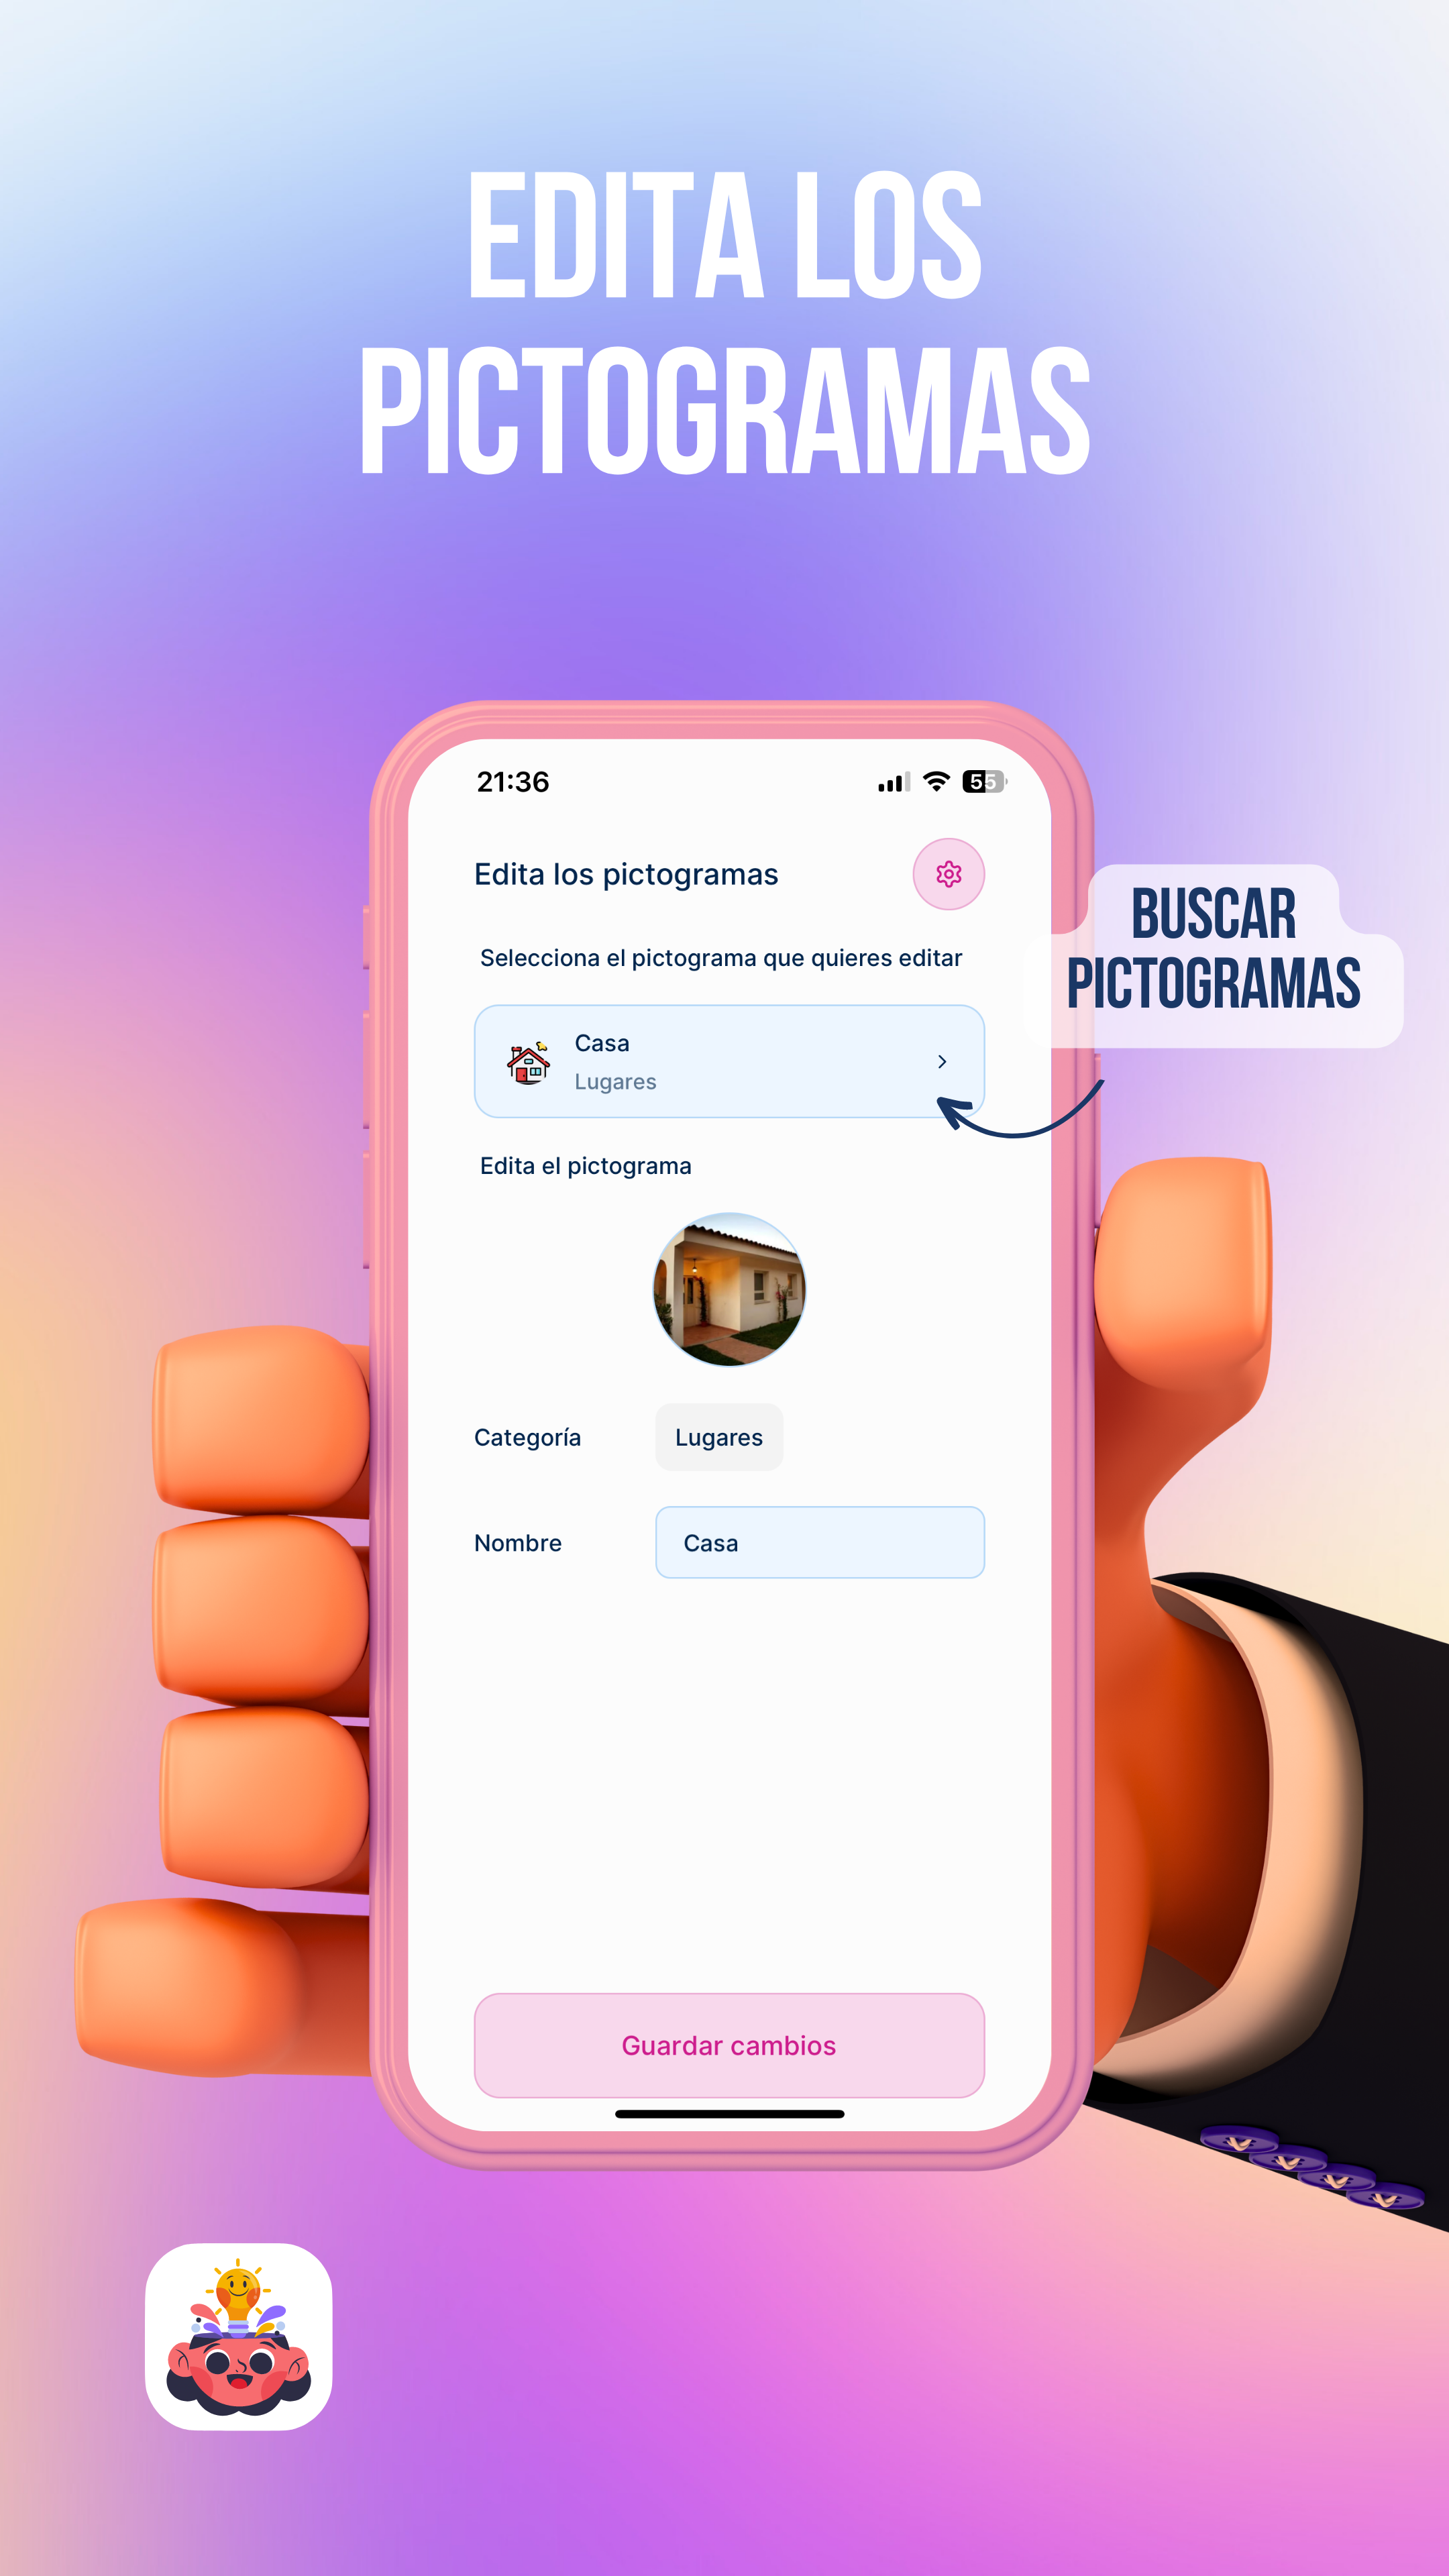 EDITA LOS
PICTOGRAMAS
21:36
55
Edita los pictogramas
BUSCAR
PICTOGRAMAS
Selecciona el pictograma que quieres editar
Casa
Lugares
Edita el pictograma
Categoría
Lugares
Nombre
Casa
Guardar cambios